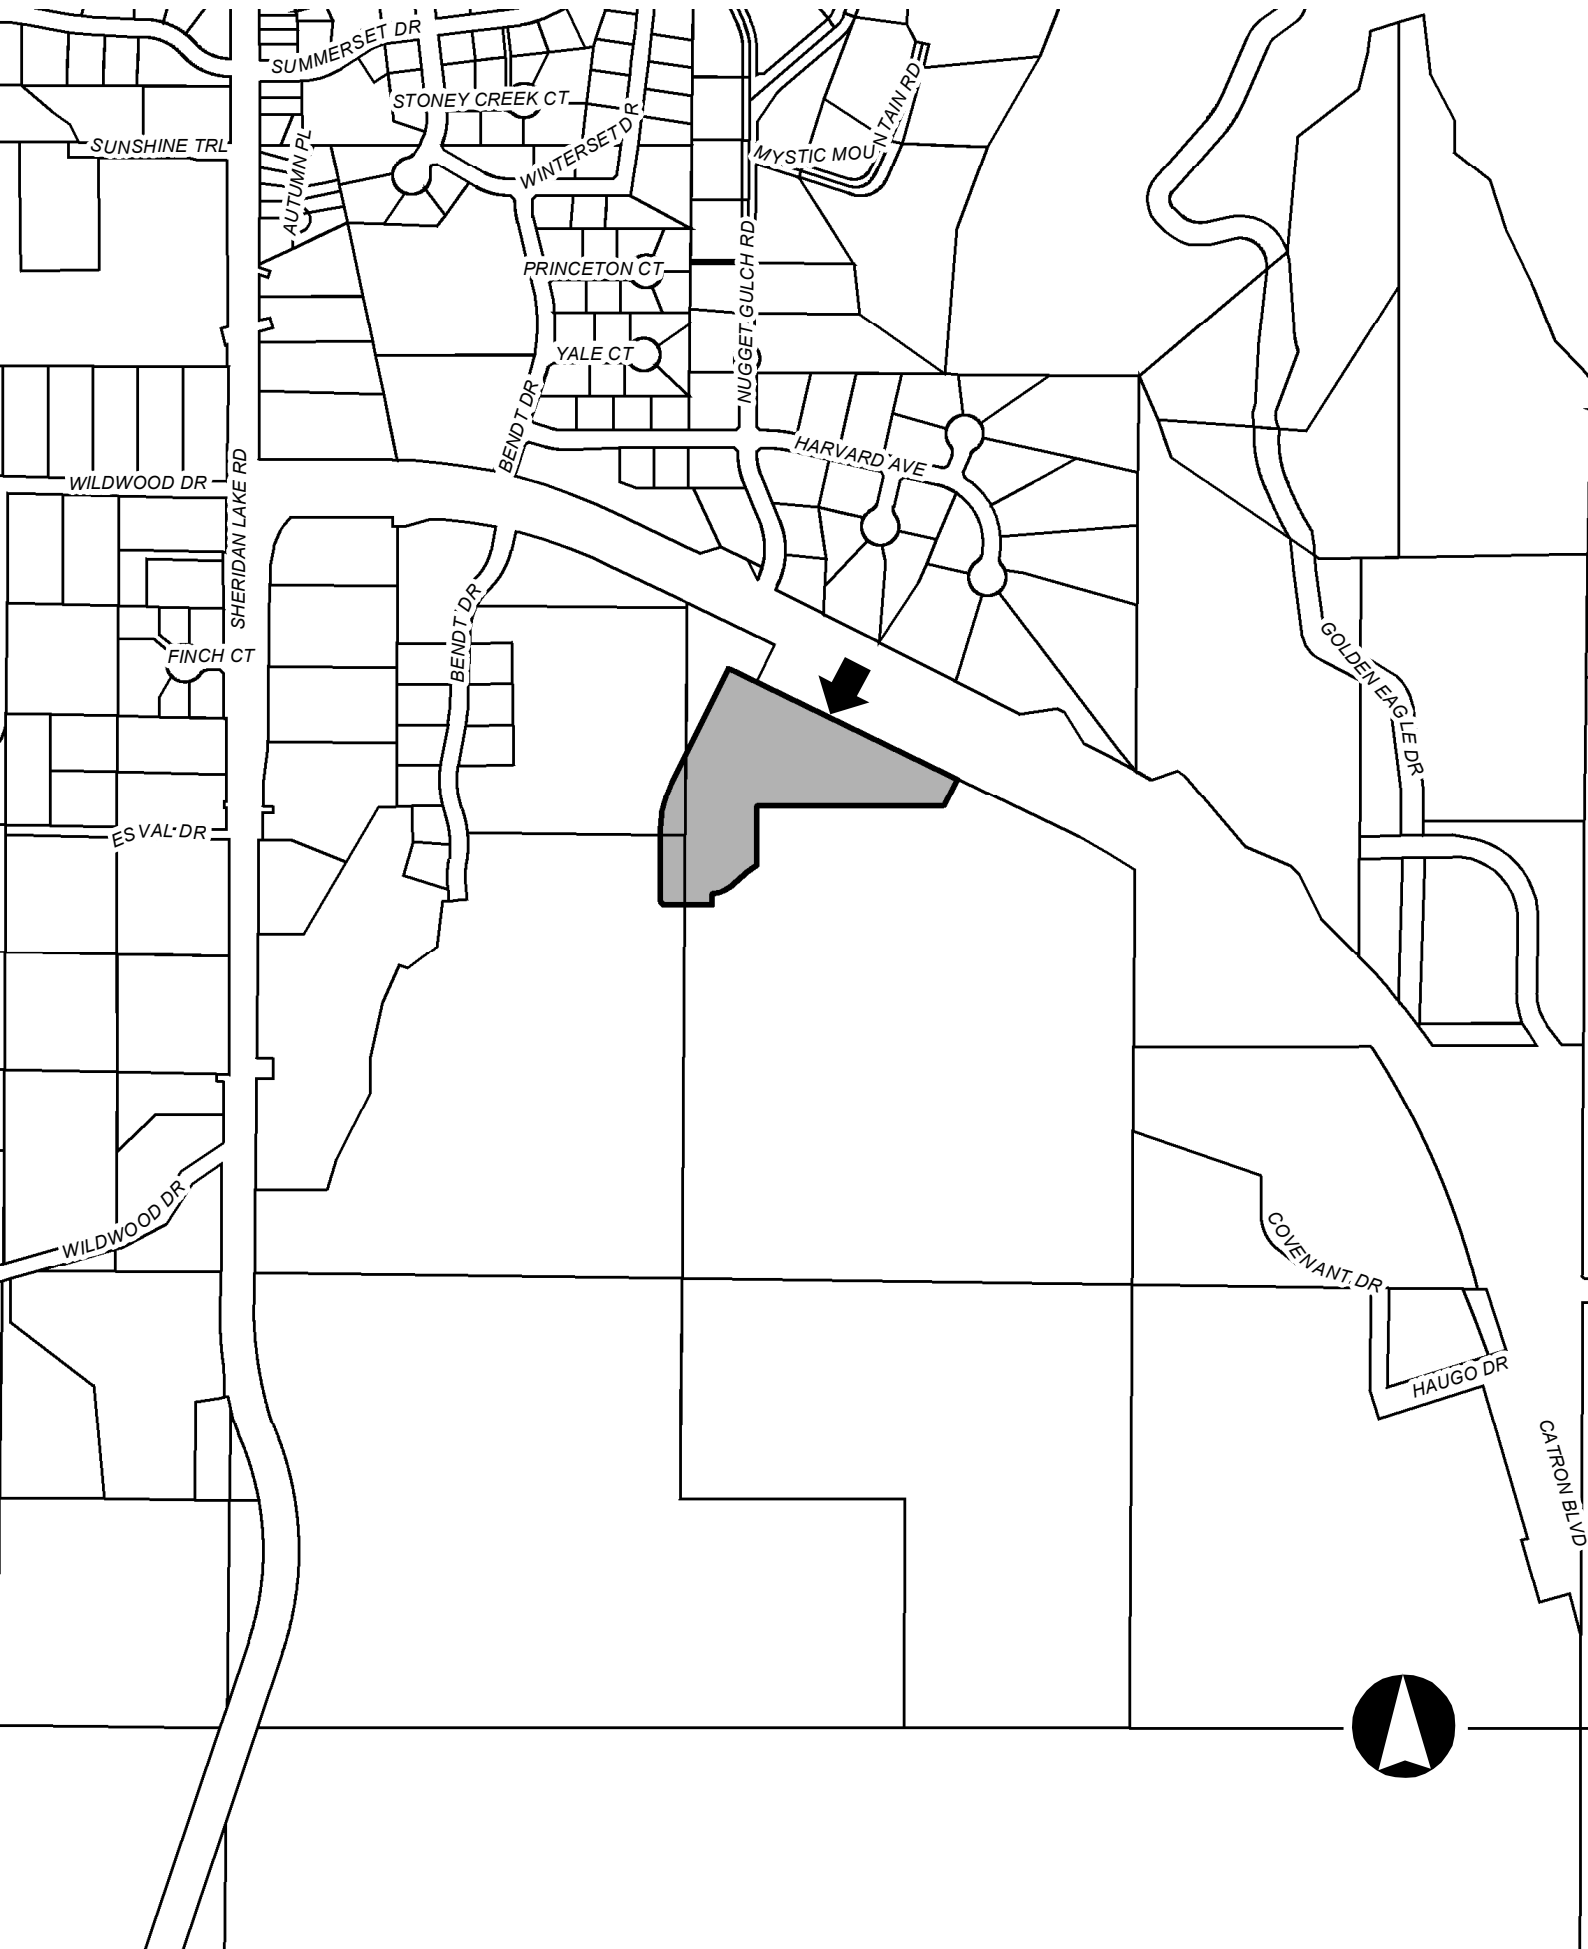 SUMMERSET DR
STONEY CREEK CT
SUNSHINE TRL
AUTUMN PL
WINTERSET DR
MYSTIC MOUNTAIN RD
PRINCETON CT
NUGGET GULCH RD
YALE CT
BENDT DR
HARVARD AVE
WILDWOOD DR
SHERIDAN LAKE RD
BENDT DR
FINCH CT
GOLDEN EAGLE DR
ESVAL DR
WILDWOOD DR
COVENANT DR
HAUGO DR
CATRON BLVD